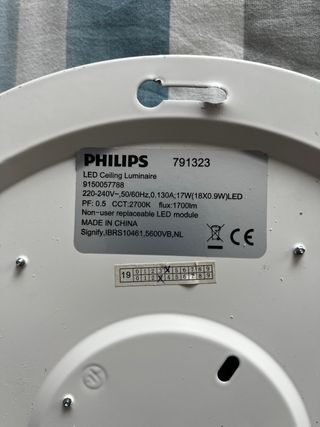 PHILIPS 791323
LED Ceiling Luminaire
9150057788
220-240V~,50/60Hz,0,130A;17W(18X0.9W)LED
PF: 0.5 CCT:2700K flux:1700lm
Non-user replaceable LED module
MADE IN CHINA
Signify,IBRS10461,5600VB,NL
CE
19